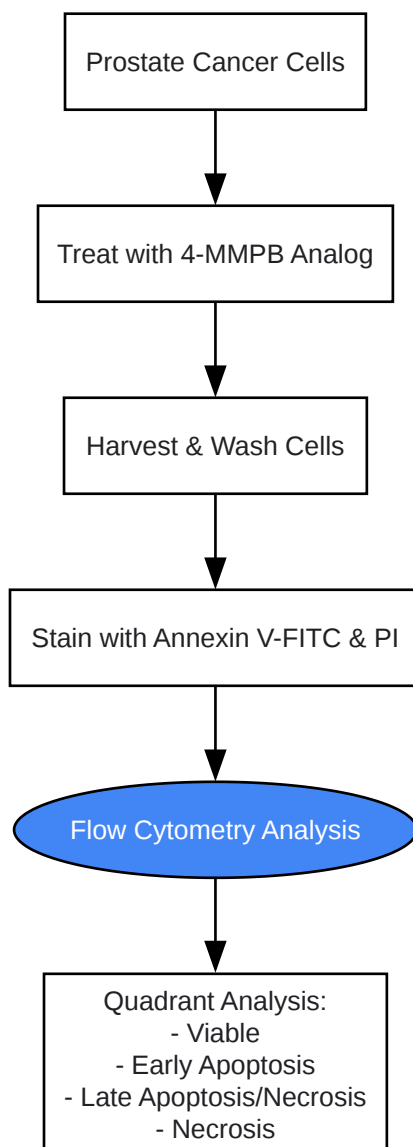 Prostate Cancer Cells
Treat with 4-MMPB Analog
Harvest & Wash Cells
Stain with Annexin V-FITC & PI
Flow Cytometry Analysis
Quadrant Analysis:
- Viable
- Early Apoptosis
- Late Apoptosis/Necrosis
- Necrosis